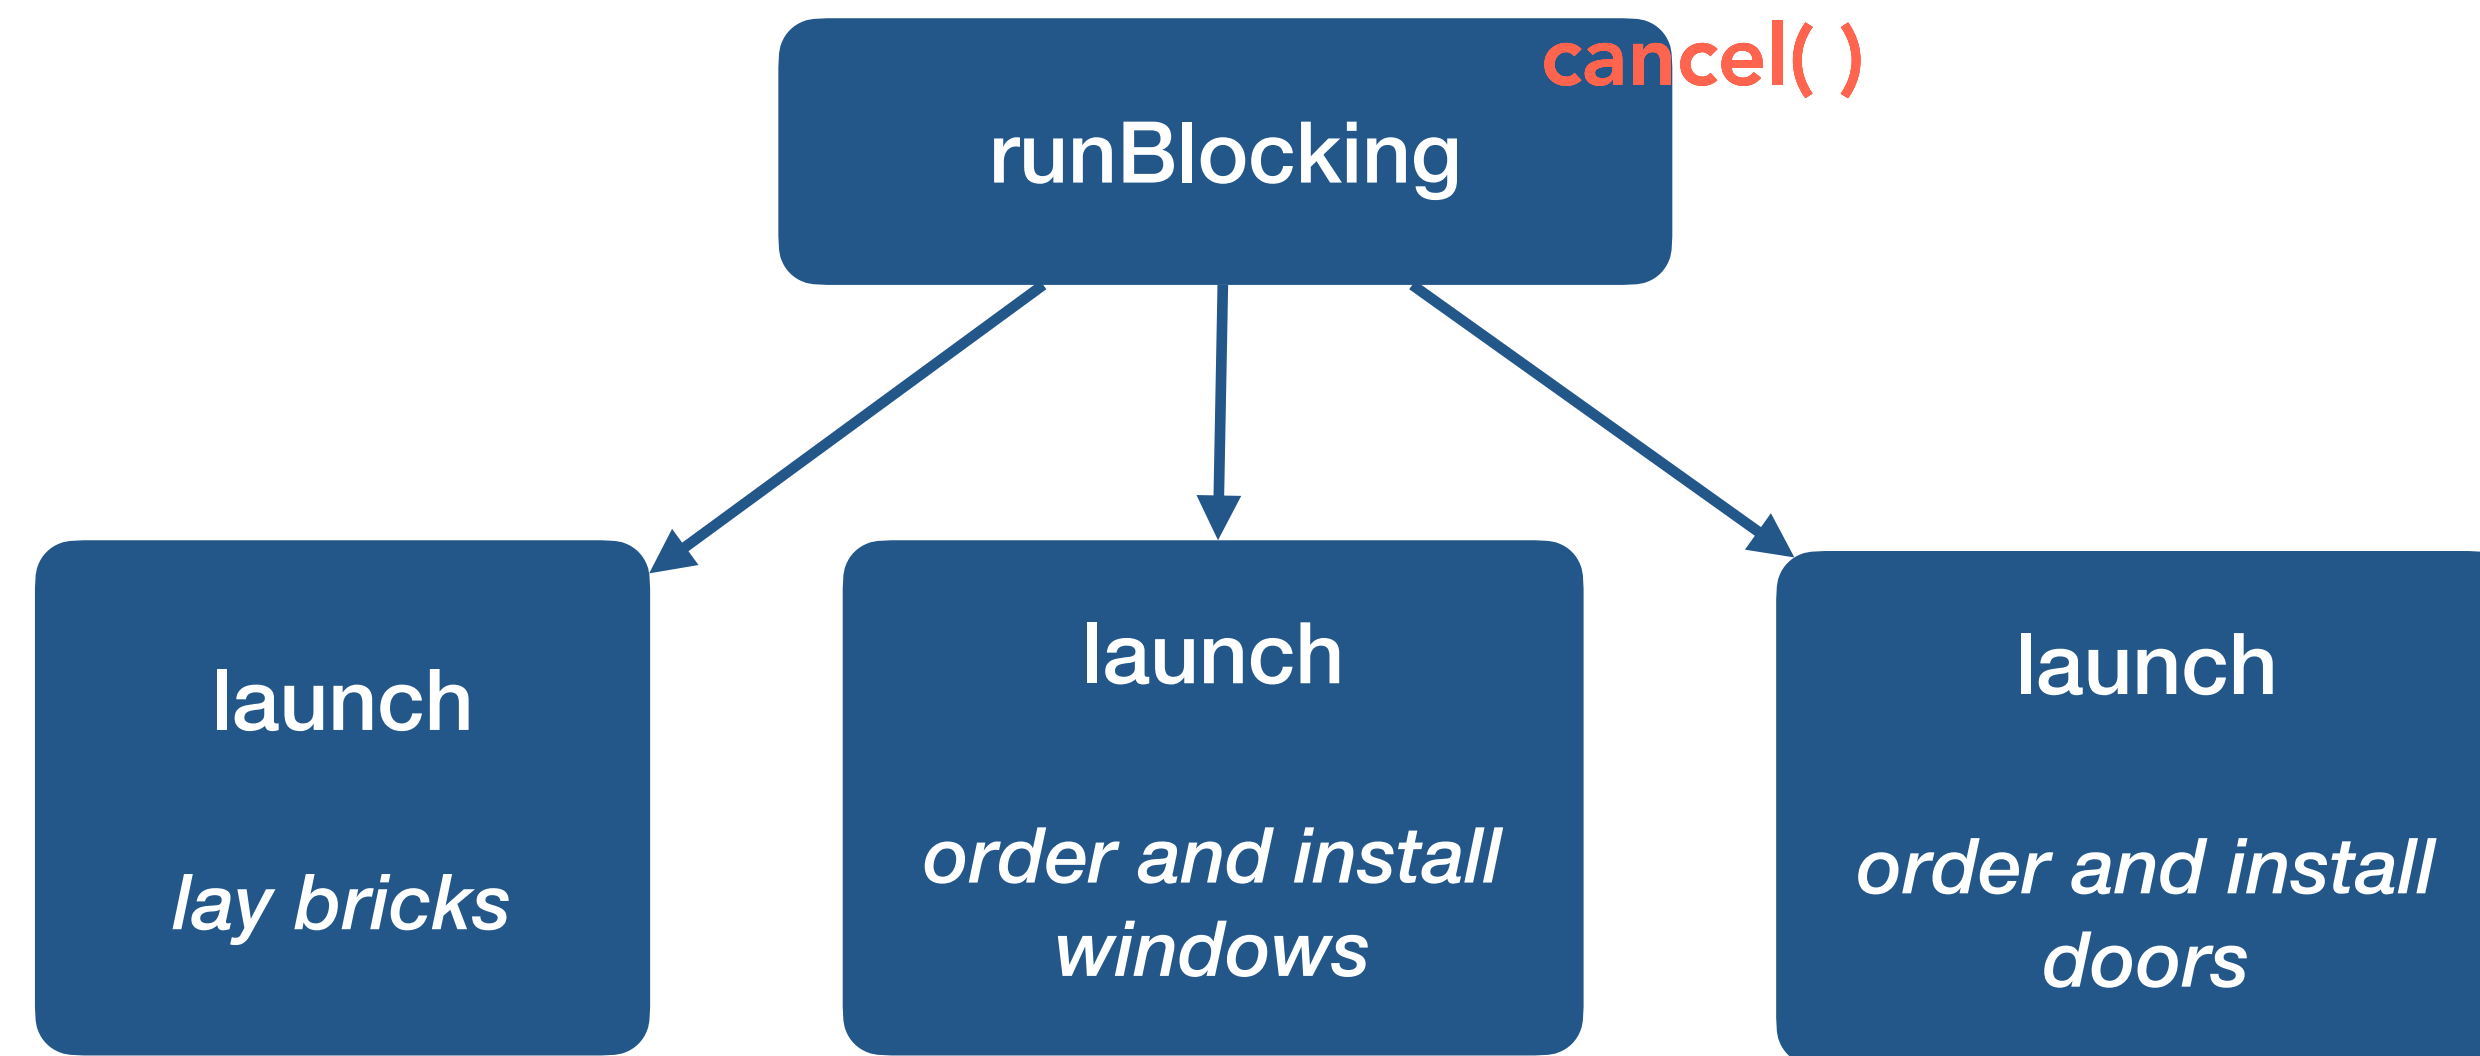 cancel( )
runBlocking
launch
lay bricks
launch
order and install
windows
launch
order and install
doors